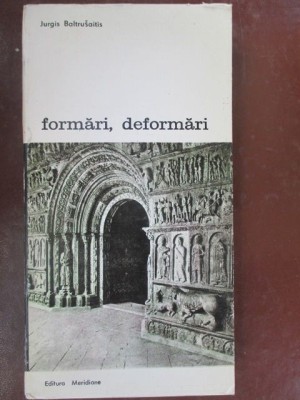 Jurgis Baltrušaitis
formări, deformări
Editura Meridiane